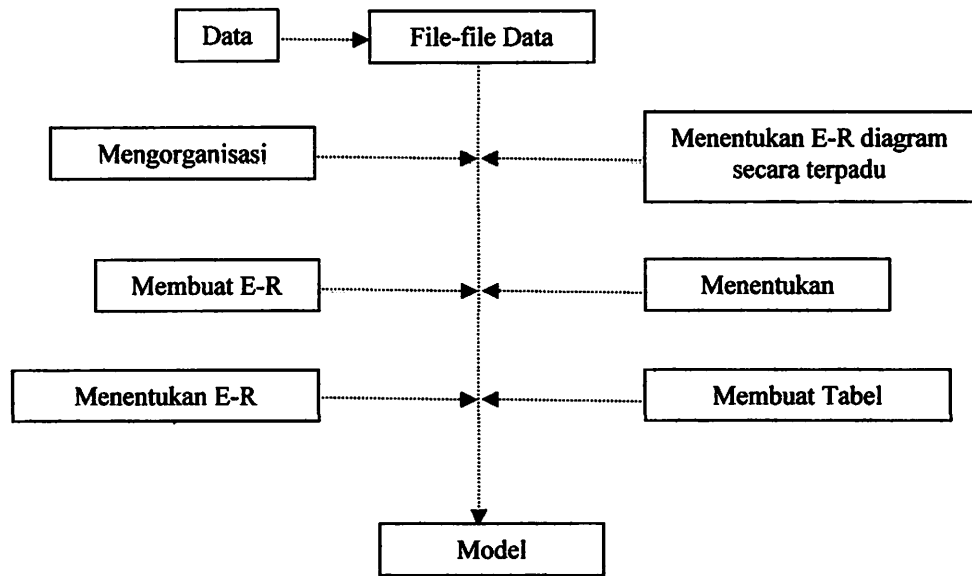 Data
File-file Data
Mengorganisasi
Menentukan E-R diagram
secara terpadu
Membuat E-R
Menentukan
Menentukan E-R
Membuat Tabel
Model